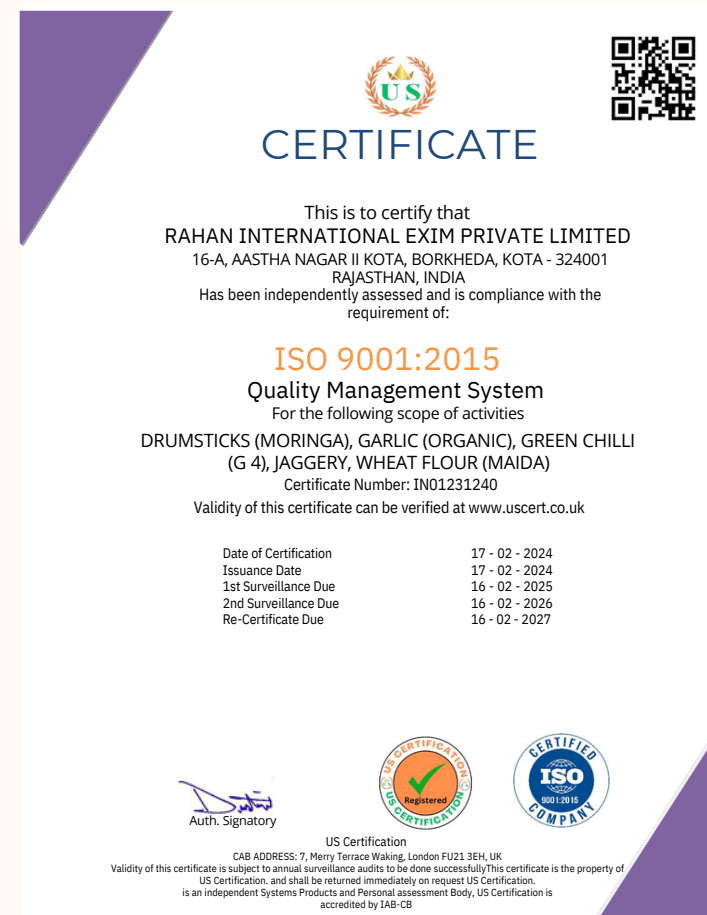 US
CERTIFICATE
This is to certify that
RAHAN INTERNATIONAL EXIM PRIVATE LIMITED
16-A, AASTHA NAGAR II KOTA, BORKHEDA, KOTA - 324001
RAJASTHAN, INDIA
Has been independently assessed and is compliance with the
requirement of:
ISO 9001:2015
Quality Management System
For the following scope of activities
DRUMSTICKS (MORINGA), GARLIC (ORGANIC), GREEN CHILLI
(G 4), JAGGERY, WHEAT FLOUR (MAIDA)
Certificate Number: IN01231240
Validity of this certificate can be verified at www.uscert.co.uk
Date of Certification 17 - 02 - 2024
Issuance Date 17 - 02 - 2024
1st Surveillance Due 16 - 02 - 2025
2nd Surveillance Due 16 - 02 - 2026
Re-Certificate Due 16 - 02 - 2027
Auth. Signatory
US CERTIFICATION
Registered
US CERTIFICATION
CERTIFIED
ISO
9001:2015
COMPANY
US Certification
CAB ADDRESS: 7, Merry Terrace Waking, London FU21 3EH, UK
Validity of this certificate is subject to annual surveillance audits to be done successfullyThis certificate is the property of
US Certification. and shall be returned immediately on request US Certification.
is an independent Systems Products and Personal assessment Body, US Certification is
accredited by IAB-CB